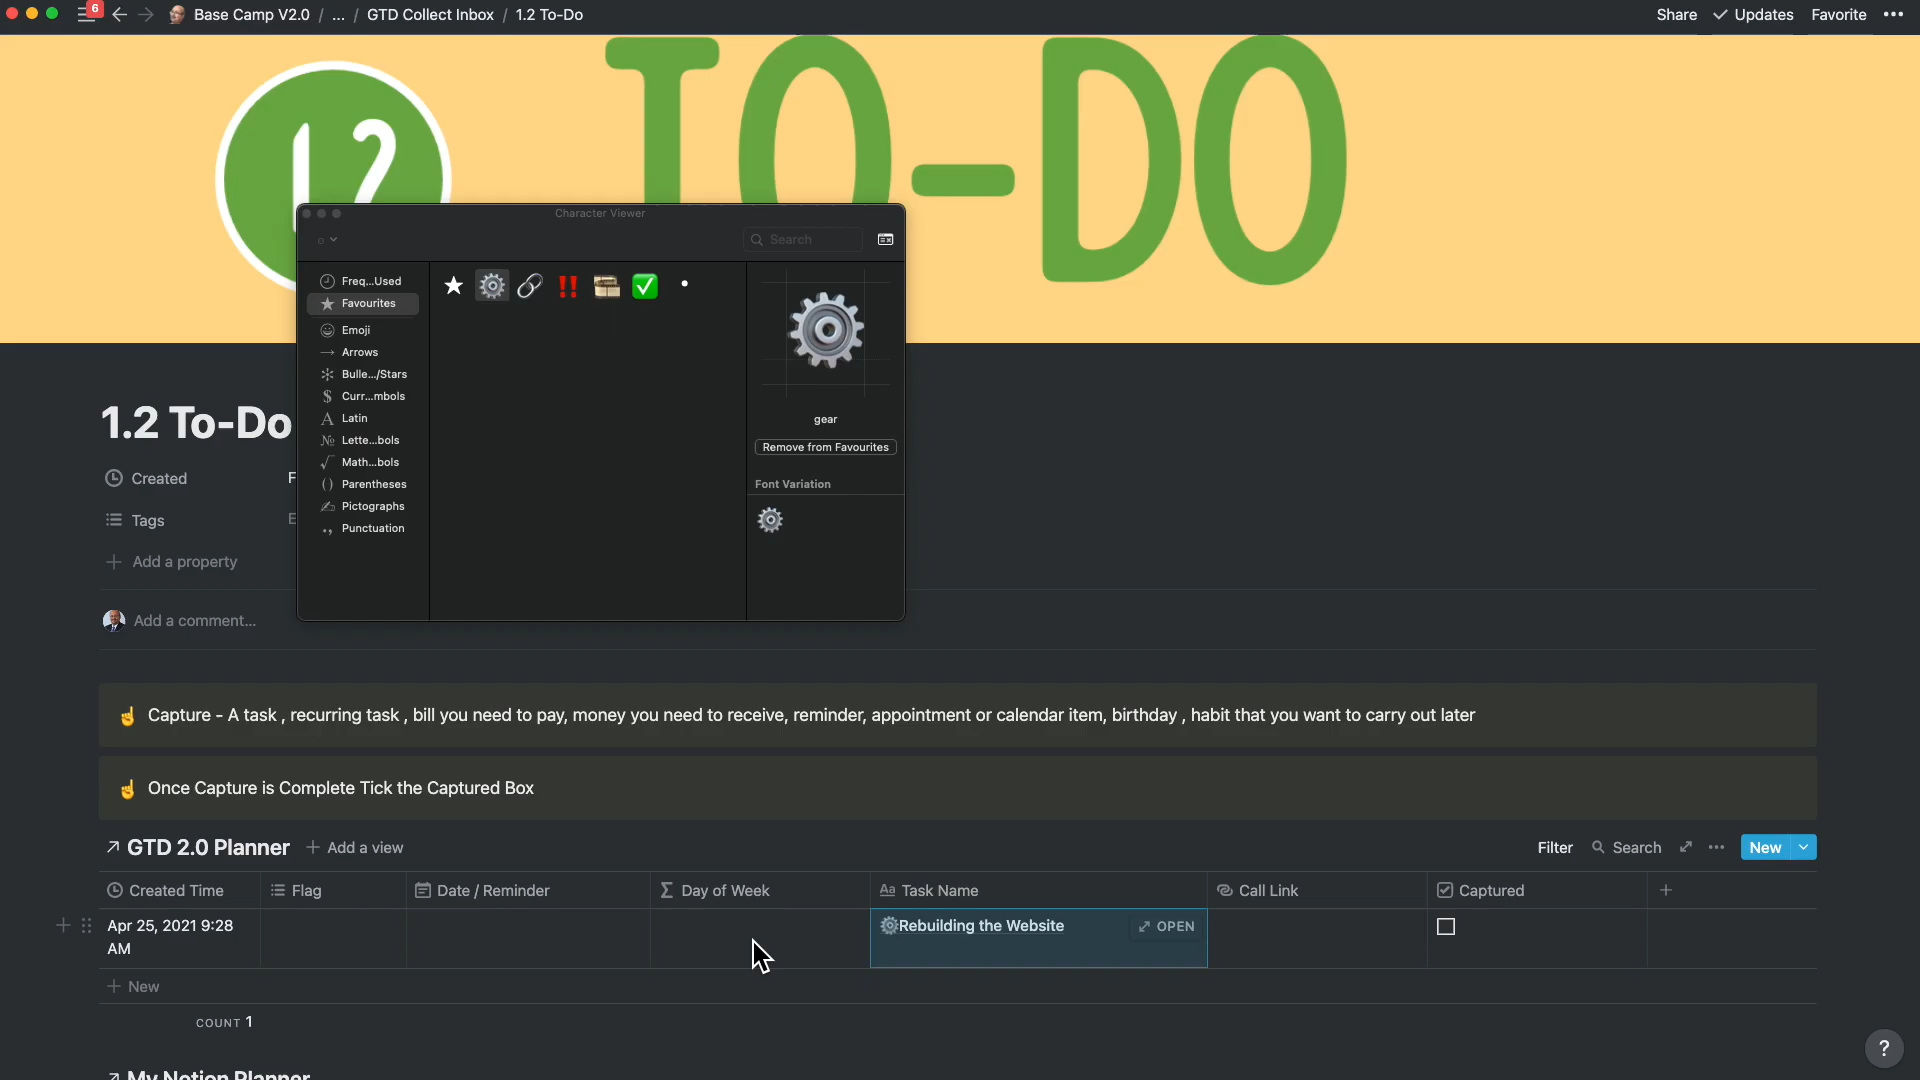 6
Base Camp V2.0 / ... / GTD Collect Inbox / 1.2 To-Do
Share
Updates
Favorite
12
TO-DO
Character Viewer
Search
Freq...Used
Favourites
Emoji
Arrows
Bulle.../Stars
Curr...mbols
Latin
Lette...bols
Math...bols
Parentheses
Pictographs
Punctuation
gear
Remove from Favourites
Font Variation
1.2 To-Do
Created
F
Tags
E
Add a property
Add a comment...
Capture - A task , recurring task , bill you need to pay, money you need to receive, reminder, appointment or calendar item, birthday , habit that you want to carry out later
Once Capture is Complete Tick the Captured Box
GTD 2.0 Planner
Add a view
Filter
Search
New
Created Time
Flag
Date / Reminder
Day of Week
Aa Task Name
Call Link
Captured
Apr 25, 2021 9:28
AM
Rebuilding the Website
OPEN
New
COUNT 1
My Notion Planner
?